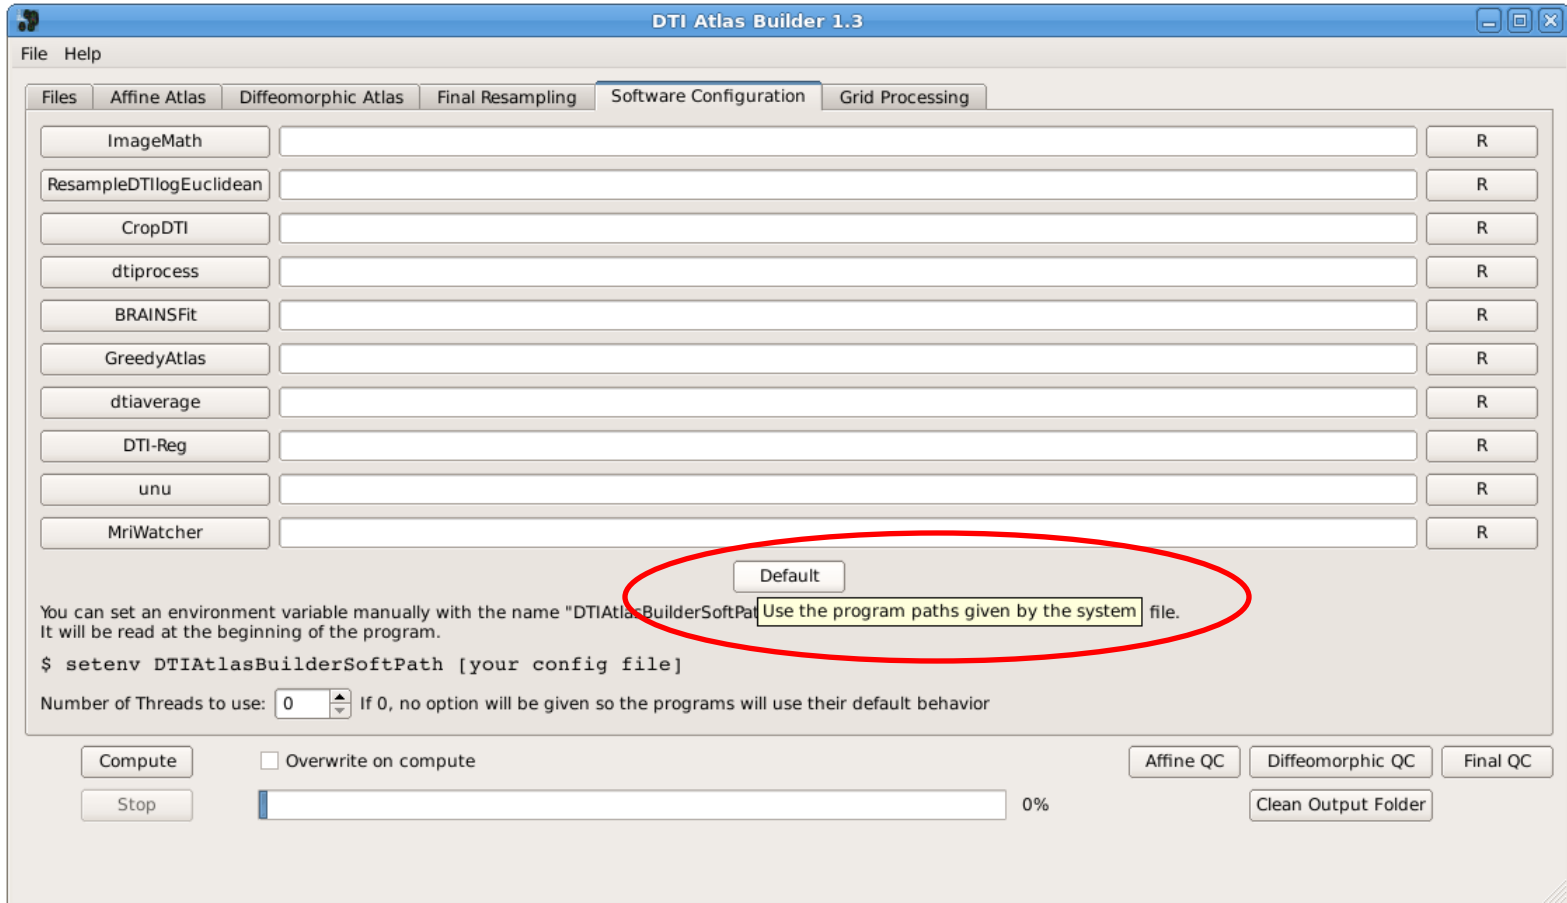 DTI Atlas Builder 1.3
File Help
Files Affine Atlas Diffeomorphic Atlas Final Resampling Software Configuration Grid Processing
ImageMath R
ResampleDTIlogEuclidean R
CropDTI R
dtiprocess R
BRAINSFit R
GreedyAtlas R
dtiaverage R
DTI-Reg R
unu R
MriWatcher R
Default
You can set an environment variable manually with the name "DTIAtlasBuilderSoftPat Use the program paths given by the system file.
It will be read at the beginning of the program.
$ setenv DTIAtlasBuilderSoftPath [your config file]
Number of Threads to use: 0 If 0, no option will be given so the programs will use their default behavior
Compute Overwrite on compute Affine QC Diffeomorphic QC Final QC
Stop 0% Clean Output Folder